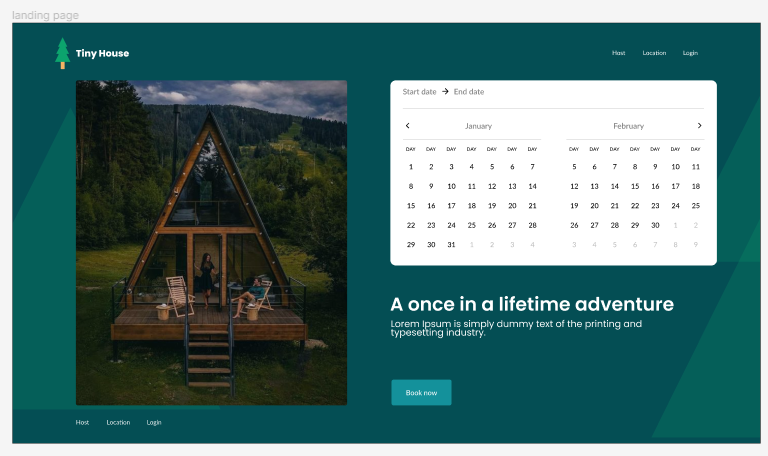 landing page
Tiny House
Host Location Login
Start date → End date
January
DAY DAY DAY DAY DAY DAY DAY
1 2 3 4 5 6 7
8 9 10 11 12 13 14
15 16 17 18 19 20 21
22 23 24 25 26 27 28
29 30 31 1 2 3 4
February
DAY DAY DAY DAY DAY DAY DAY
5 6 7 8 9 10 11
12 13 14 15 16 17 18
19 20 21 22 23 24 25
26 27 28 29 30 1 2
3 4 5 6 7 8 9
A once in a lifetime adventure
Lorem Ipsum is simply dummy text of the printing and
typesetting industry.
Book now
Host Location Login